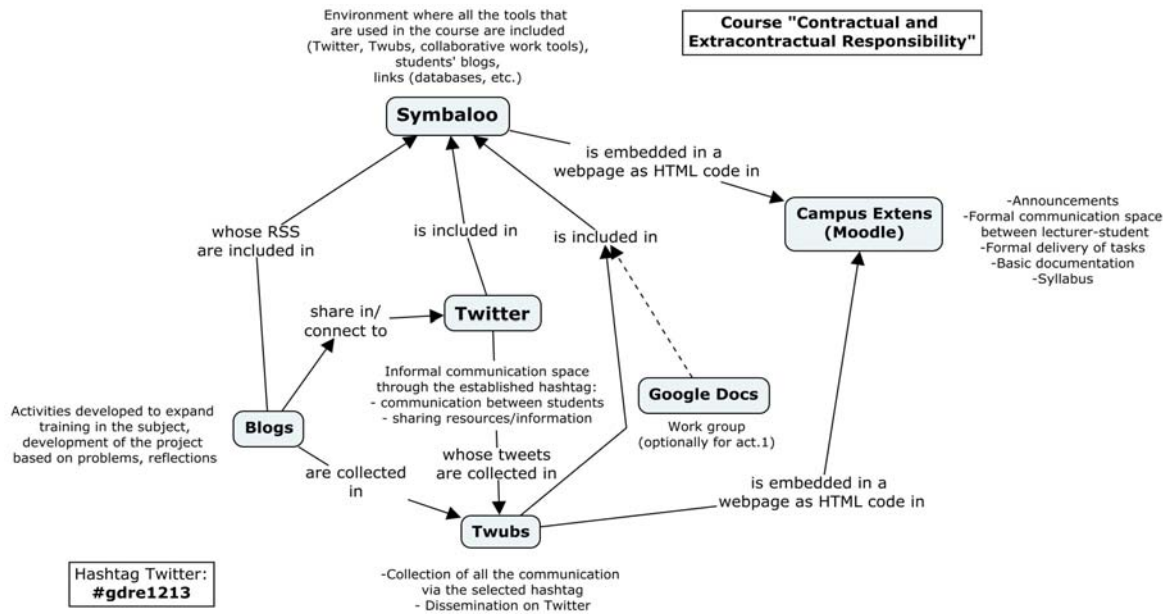 Environment where all the tools that
are used in the course are included
(Twitter, Twubs, collaborative work tools),
students' blogs,
links (databases, etc.)
Course "Contractual and
Extracontractual Responsibility"
Symbaloo
is embedded in a
webpage as HTML code in
Campus Extens
(Moodle)
-Announcements
-Formal communication space
between lecturer-student
-Formal delivery of tasks
-Basic documentation
-Syllabus
whose RSS
are included in
is included in
is included in
share in/
connect to
Twitter
Informal communication space
through the established hashtag:
- communication between students
- sharing resources/information
Google Docs
Work group
(optionally for act.1)
Activities developed to expand
training in the subject,
development of the project
based on problems, reflections
Blogs
are collected
in
whose tweets
are collected in
is embedded in a
webpage as HTML code in
Twubs
-Collection of all the communication
via the selected hashtag
- Dissemination on Twitter
Hashtag Twitter:
#gdre1213